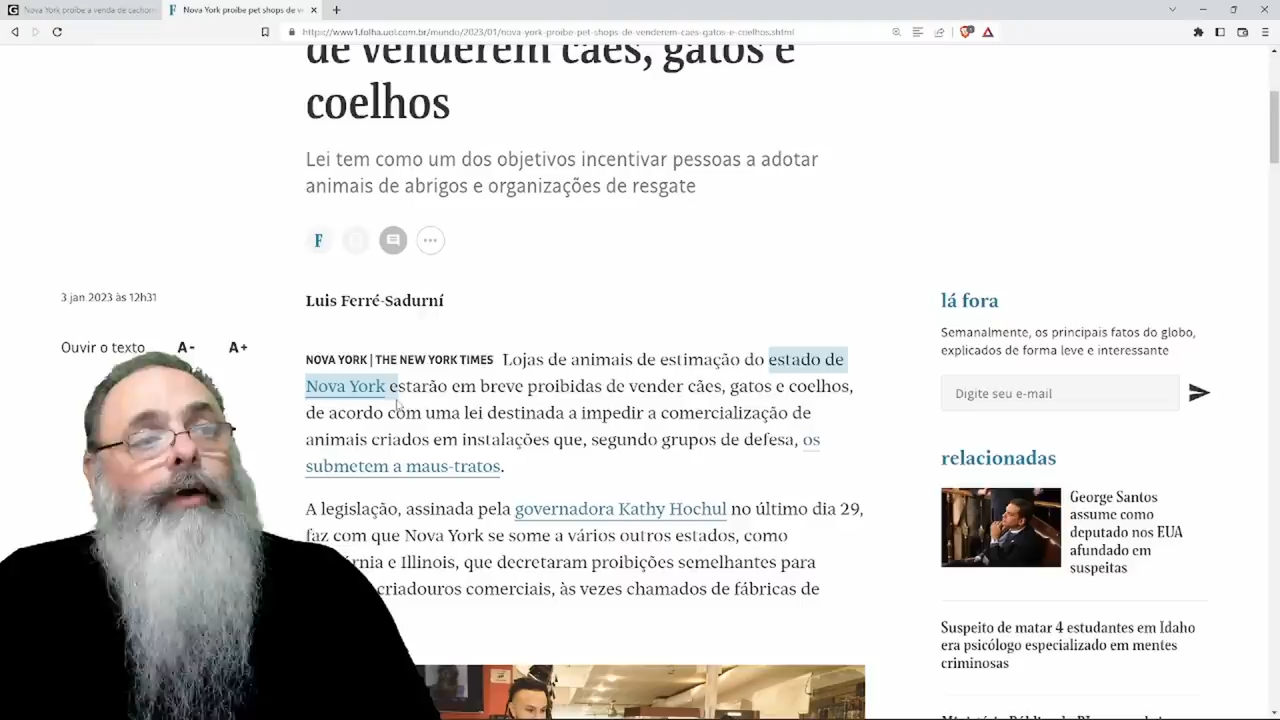 Nova York proíbe a venda de cachorr
Nova York proíbe pet shops de v
https://www1.folha.uol.com.br/mundo/2023/01/nova-york-proibe-pet-shops-de-venderem-caes-gatos-e-coelhos.shtml
de venderem cães, gatos e
coelhos
Lei tem como um dos objetivos incentivar pessoas a adotar
animais de abrigos e organizações de resgate
F
3 jan 2023 às 12h31
Ouvir o texto A- A+
Luis Ferré-Sadurní
NOVA YORK | THE NEW YORK TIMES Lojas de animais de estimação do estado de
Nova York estarão em breve proibidas de vender cães, gatos e coelhos,
de acordo com uma lei destinada a impedir a comercialização de
animais criados em instalações que, segundo grupos de defesa, os
submetem a maus-tratos.
A legislação, assinada pela governadora Kathy Hochul no último dia 29,
faz com que Nova York se some a vários outros estados, como
rnia e Illinois, que decretaram proibições semelhantes para
criadouros comerciais, às vezes chamados de fábricas de
lá fora
Semanalmente, os principais fatos do globo,
explicados de forma leve e interessante
Digite seu e-mail
relacionadas
George Santos
assume como
deputado nos EUA
afundado em
suspeitas
Suspeito de matar 4 estudantes em Idaho
era psicólogo especializado em mentes
criminosas